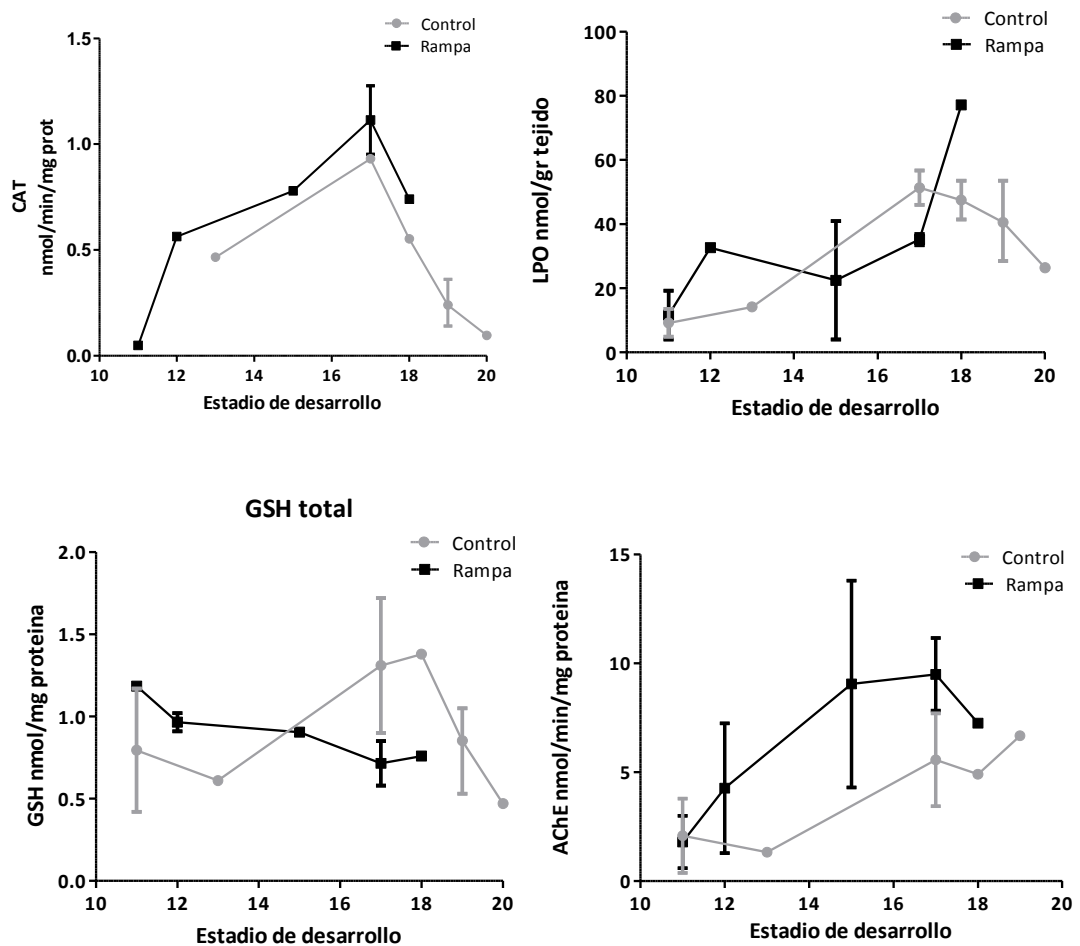 Control
Rampa
1.5
1.0
0.5
0.0
CAT
nmol/min/mg prot
10 12 14 16 18 20
Estadio de desarrollo
Control
Rampa
100
80
60
40
20
0
LPO nmol/gr tejido
10 12 14 16 18 20
Estadio de desarrollo
GSH total
Control
Rampa
2.0
1.5
1.0
0.5
0.0
GSH nmol/mg proteina
10 12 14 16 18 20
Estadio de desarrollo
Control
Rampa
15
10
5
0
AChE nmol/min/mg proteina
10 12 14 16 18 20
Estadio de desarrollo